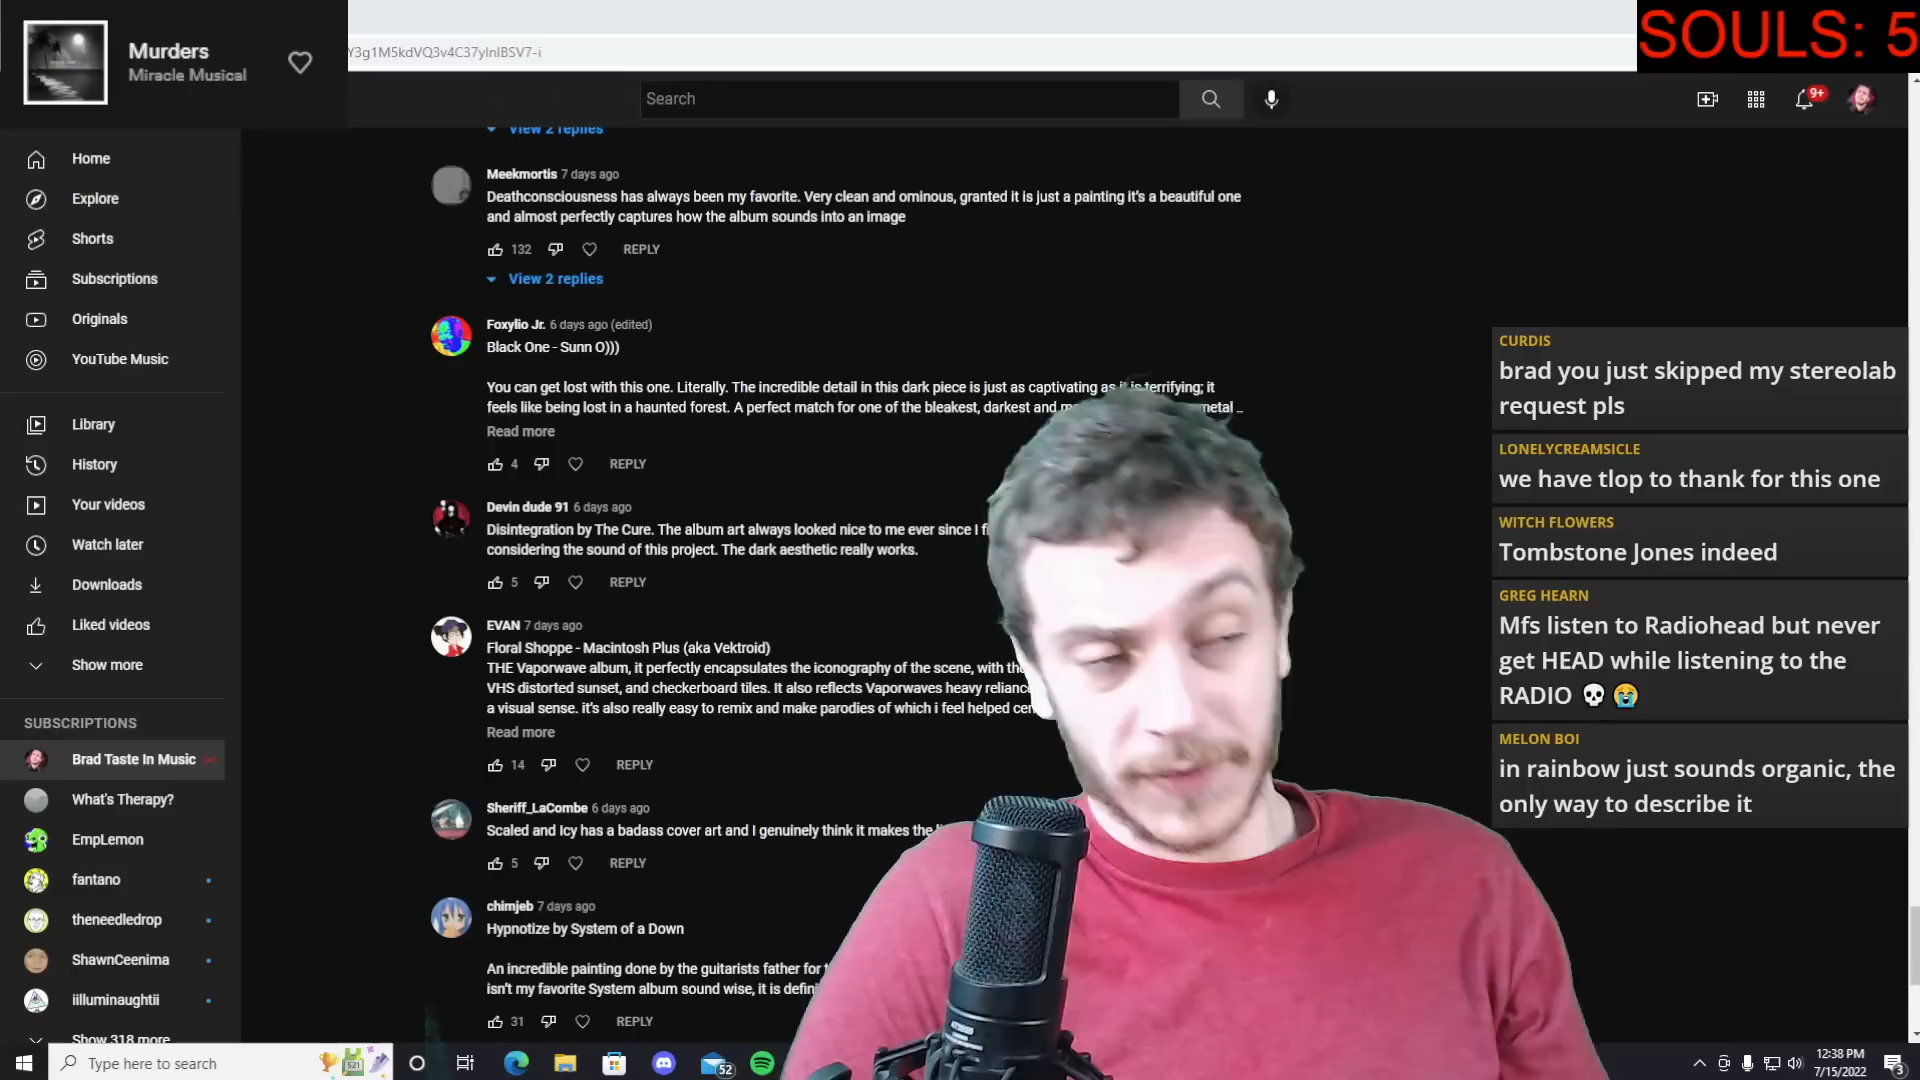 Murders
Miracle Musical
Y3g1M5kdVQ3v4C37ylnIBSV7-i
SOULS: 5
Search
9+
Home
Explore
Shorts
Subscriptions
Originals
YouTube Music
Library
History
Your videos
Watch later
Downloads
Liked videos
Show more
SUBSCRIPTIONS
Brad Taste In Music
What's Therapy?
EmpLemon
fantano
theneedledrop
ShawnCeenima
iilluminaughtii
Show 318 more
View 2 replies
Meekmortis 7 days ago
Deathconsciousness has always been my favorite. Very clean and ominous, granted it is just a painting it's a beautiful one
and almost perfectly captures how the album sounds into an image
132 REPLY
View 2 replies
Foxylio Jr. 6 days ago (edited)
Black One - Sunn O)))
You can get lost with this one. Literally. The incredible detail in this dark piece is just as captivating as it is terrifying; it
feels like being lost in a haunted forest. A perfect match for one of the bleakest, darkest and metal ...
Read more
4 REPLY
Devin dude 91 6 days ago
Disintegration by The Cure. The album art always looked nice to me ever since I
considering the sound of this project. The dark aesthetic really works.
5 REPLY
EVAN 7 days ago
Floral Shoppe - Macintosh Plus (aka Vektroid)
THE Vaporwave album, it perfectly encapsulates the iconography of the scene, with the
VHS distorted sunset, and checkerboard tiles. It also reflects Vaporwaves heavy reliance
a visual sense. it's also really easy to remix and make parodies of which i feel helped
Read more
14 REPLY
Sheriff_LaCombe 6 days ago
Scaled and Icy has a badass cover art and I genuinely think it makes the
5 REPLY
chimjeb 7 days ago
Hypnotize by System of a Down
An incredible painting done by the guitarists father for
isn't my favorite System album sound wise, it is
31 REPLY
CURDIS
brad you just skipped my stereolab
request pls
LONELYCREAMSICLE
we have tlop to thank for this one
WITCH FLOWERS
Tombstone Jones indeed
GREG HEARN
Mfs listen to Radiohead but never
get HEAD while listening to the
RADIO 💀 😭
MELON BOI
in rainbow just sounds organic, the
only way to describe it
Type here to search
521
52
12:38 PM
7/15/2022
3